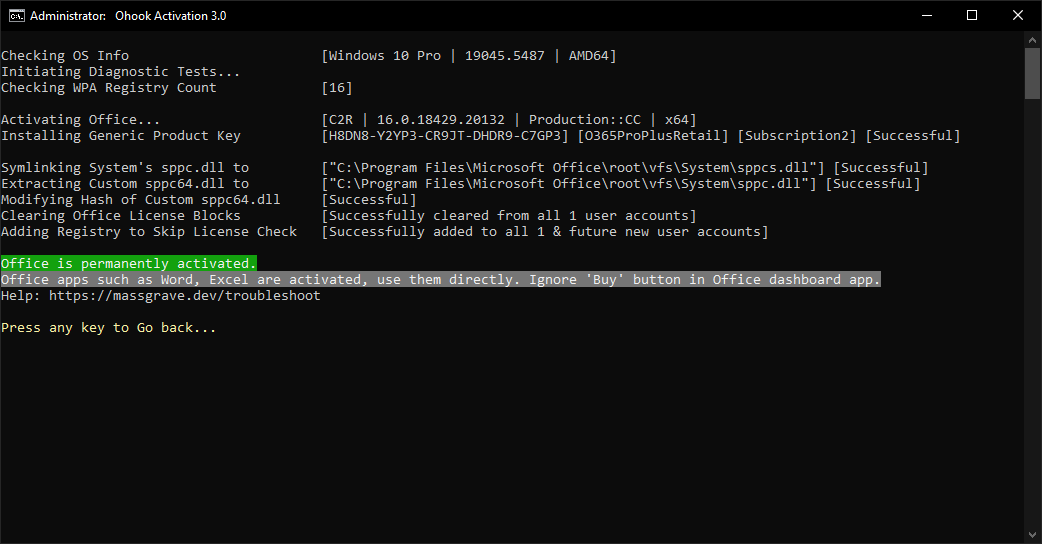 Administrator:  Ohook Activation 3.0
Checking OS Info                        [Windows 10 Pro | 19045.5487 | AMD64]
Initiating Diagnostic Tests...
Checking WPA Registry Count             [16]
Activating Office...                    [C2R | 16.0.18429.20132 | Production::CC | x64]
Installing Generic Product Key          [H8DN8-Y2YP3-CR9JT-DHDR9-C7GP3] [O365ProPlusRetail] [Subscription2] [Successful]
Symlinking System's sppc.dll to         ["C:\Program Files\Microsoft Office\root\vfs\System\sppcs.dll"] [Successful]
Extracting Custom sppc64.dll to         ["C:\Program Files\Microsoft Office\root\vfs\System\sppc.dll"] [Successful]
Modifying Hash of Custom sppc64.dll     [Successful]
Clearing Office License Blocks          [Successfully cleared from all 1 user accounts]
Adding Registry to Skip License Check   [Successfully added to all 1 & future new user accounts]
Office is permanently activated.
Office apps such as Word, Excel are activated, use them directly. Ignore 'Buy' button in Office dashboard app.
Help: https://massgrave.dev/troubleshoot
Press any key to Go back...